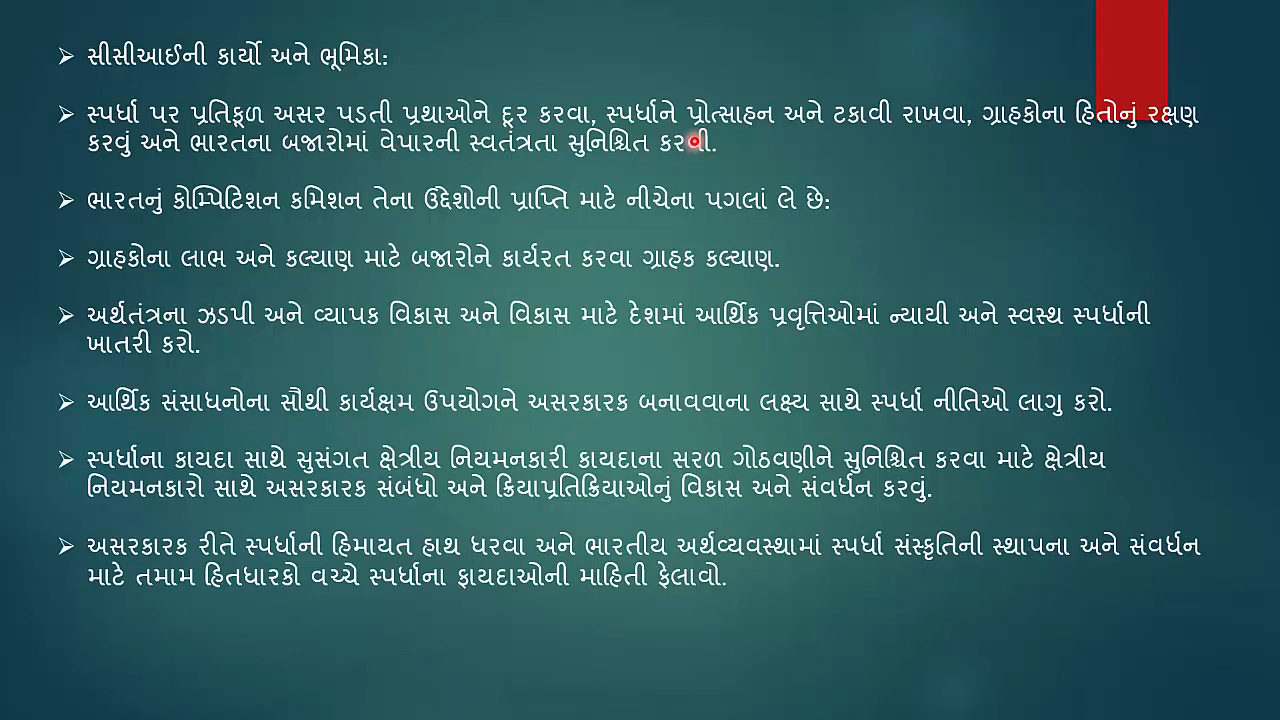 ➢ સીસીઆઈની કાર્યો અને ભૂમિકા:
➢ સ્પર્ધા પર પ્રતિકૂળ અસર પડતી પ્રથાઓને દૂર કરવા, સ્પર્ધાને પ્રોત્સાહન અને ટકાવી રાખવા, ગ્રાહકોના હિતોનું રક્ષણ
કરવું અને ભારતના બજારોમાં વેપારની સ્વતંત્રતા સુનિશ્ચિત કરવી.
➢ ભારતનું કોમ્પિટિશન કમિશન તેના ઉદ્દેશોની પ્રાપ્તિ માટે નીચેના પગલાં લે છે:
➢ ગ્રાહકોના લાભ અને કલ્યાણ માટે બજારોને કાર્યરત કરવા ગ્રાહક કલ્યાણ.
➢ અર્થતંત્રના ઝડપી અને વ્યાપક વિકાસ અને વિકાસ માટે દેશમાં આર્થિક પ્રવૃત્તિઓમાં ન્યાયી અને સ્વસ્થ સ્પર્ધાની
ખાતરી કરો.
➢ આર્થિક સંસાધનોના સૌથી કાર્યક્ષમ ઉપયોગને અસરકારક બનાવવાના લક્ષ્ય સાથે સ્પર્ધા નીતિઓ લાગુ કરો.
➢ સ્પર્ધાના કાયદા સાથે સુસંગત ક્ષેત્રીય નિયમનકારી કાયદાના સરળ ગોઠવણીને સુનિશ્ચિત કરવા માટે ક્ષેત્રીય
નિયમનકારો સાથે અસરકારક સંબંધો અને ક્રિયાપ્રતિક્રિયાઓનું વિકાસ અને સંવર્ધન કરવું.
➢ અસરકારક રીતે સ્પર્ધાની હિમાયત હાથ ધરવા અને ભારતીય અર્થવ્યવસ્થામાં સ્પર્ધા સંસ્કૃતિની સ્થાપના અને સંવર્ધન
માટે તમામ હિતધારકો વચ્ચે સ્પર્ધાના ફાયદાઓની માહિતી ફેલાવો.